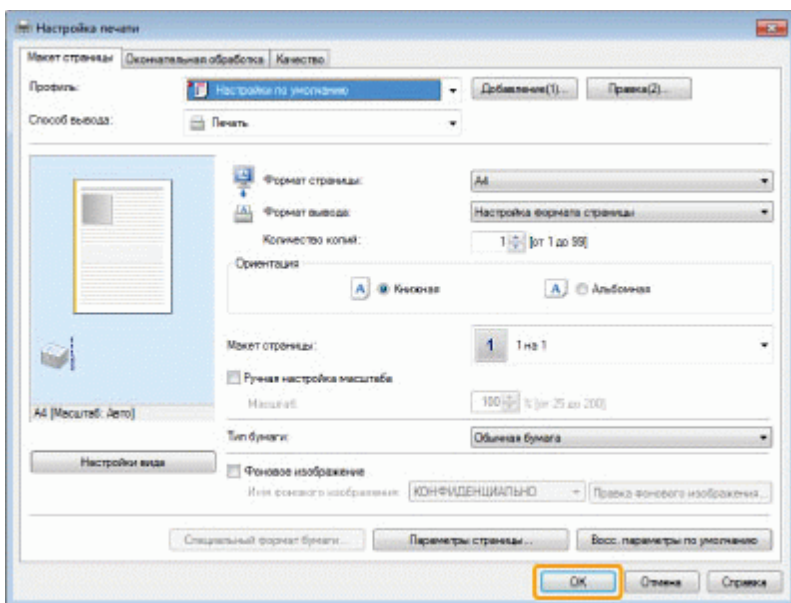 Настройка печати
Макет страницы Окончательная обработка Качество
Профиль: Настройки по умолчанию Добавление(1)... Правка(2)...
Способ вывода: Печать
Формат страницы: A4
Формат вывода: Настройка формата страницы
Количество копий: 1 [от 1 до 99]
Ориентация
A Книжная A Альбомная
Макет страницы: 1 1 на 1
Ручная настройка масштаба
Масштаб: 100 % [от 25 до 200]
A4 [Масштаб: Авто]
Тип бумаги: Обычная бумага
Настройки вида
Фоновое изображение
Имя фонового изображения: КОНФИДЕНЦИАЛЬНО Правка фонового изображения...
Специальный формат бумаги... Параметры страницы... Восс. параметры по умолчанию
OK Отмена Справка